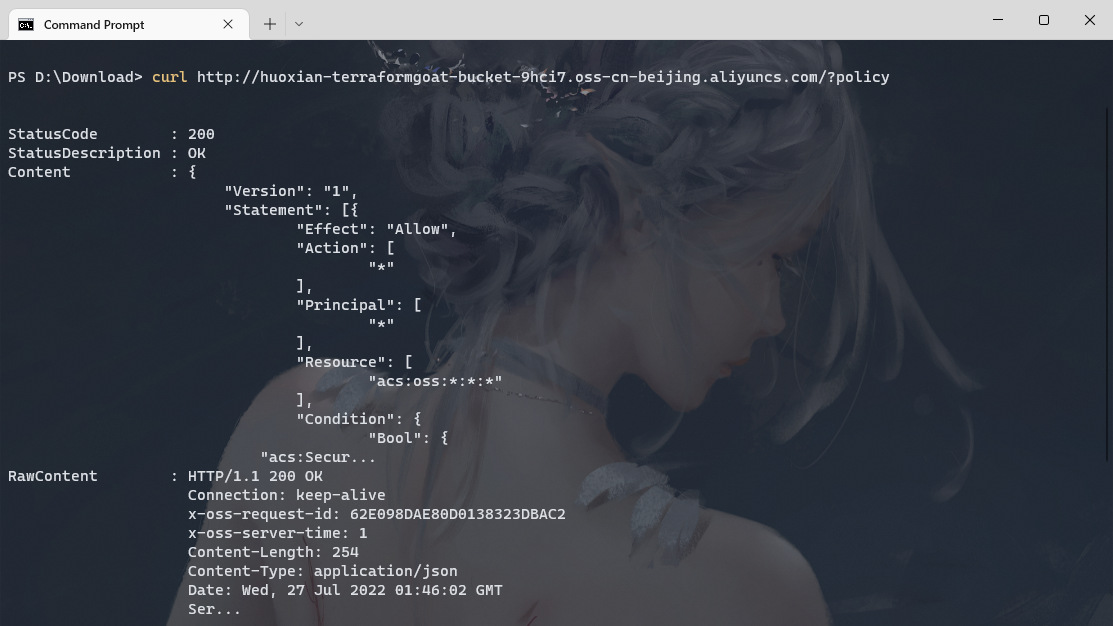 Command Prompt
PS D:\Download> curl http://huoxian-terraformgoat-bucket-9hci7.oss-cn-beijing.aliyuncs.com/?policy
StatusCode        : 200
StatusDescription : OK
Content           : {
                        "Version": "1",
                        "Statement": [{
                                "Effect": "Allow",
                                "Action": [
                                        "*"
                                ],
                                "Principal": [
                                        "*"
                                ],
                                "Resource": [
                                        "acs:oss:*:*:*"
                                ],
                                "Condition": {
                                        "Bool": {
                            "acs:Secur...
RawContent        : HTTP/1.1 200 OK
                    Connection: keep-alive
                    x-oss-request-id: 62E098DAE80D0138323DBAC2
                    x-oss-server-time: 1
                    Content-Length: 254
                    Content-Type: application/json
                    Date: Wed, 27 Jul 2022 01:46:02 GMT
                    Ser...